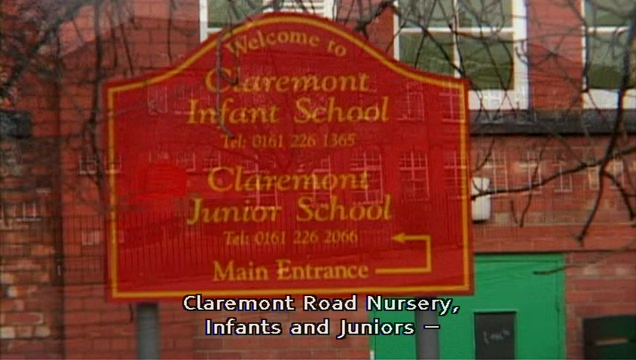 Welcome to
Claremont
Infant School
Tel: 0161 226 1365
Claremont
Junior School
Tel: 0161 226 2066
Main Entrance
Claremont Road Nursery,
Infants and Juniors –